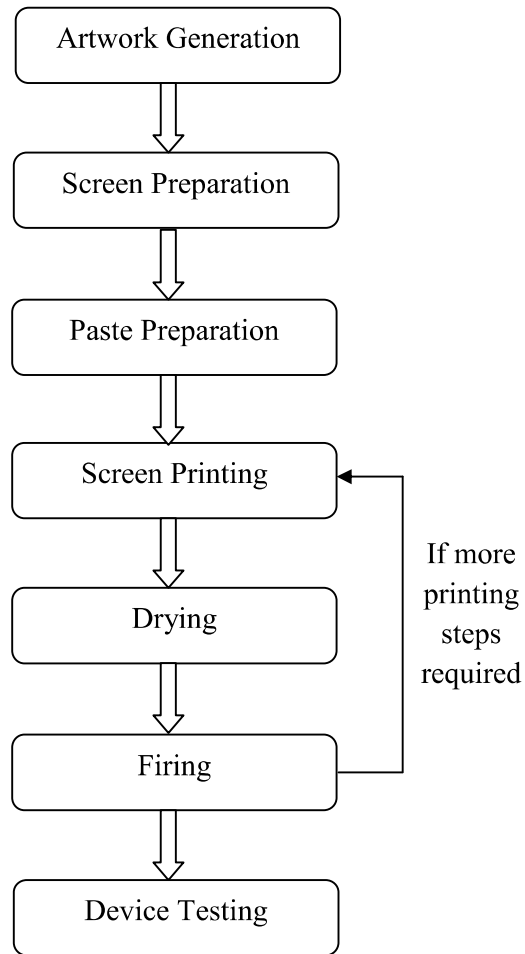 Artwork Generation
Screen Preparation
Paste Preparation
Screen Printing
If more
printing
steps
required
Drying
Firing
Device Testing